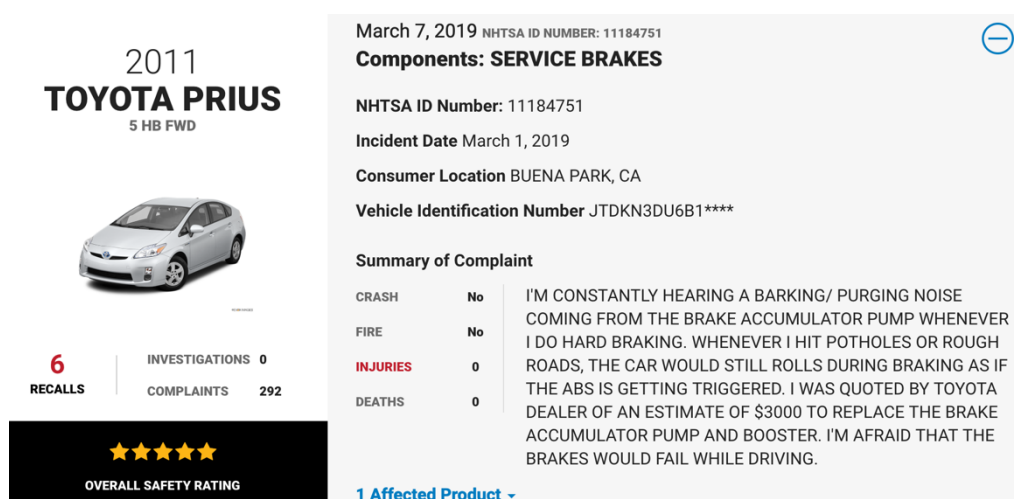 2011
TOYOTA PRIUS
5 HB FWD
6
RECALLS
INVESTIGATIONS 0
COMPLAINTS 292
OVERALL SAFETY RATING
March 7, 2019 NHTSA ID NUMBER: 11184751
Components: SERVICE BRAKES
NHTSA ID Number: 11184751
Incident Date March 1, 2019
Consumer Location BUENA PARK, CA
Vehicle Identification Number JTDKN3DU6B1****
Summary of Complaint
CRASH No
FIRE No
INJURIES 0
DEATHS 0
I'M CONSTANTLY HEARING A BARKING/ PURGING NOISE
COMING FROM THE BRAKE ACCUMULATOR PUMP WHENEVER
I DO HARD BRAKING. WHENEVER I HIT POTHOLES OR ROUGH
ROADS, THE CAR WOULD STILL ROLLS DURING BRAKING AS IF
THE ABS IS GETTING TRIGGERED. I WAS QUOTED BY TOYOTA
DEALER OF AN ESTIMATE OF $3000 TO REPLACE THE BRAKE
ACCUMULATOR PUMP AND BOOSTER. I'M AFRAID THAT THE
BRAKES WOULD FAIL WHILE DRIVING.
1 Affected Product